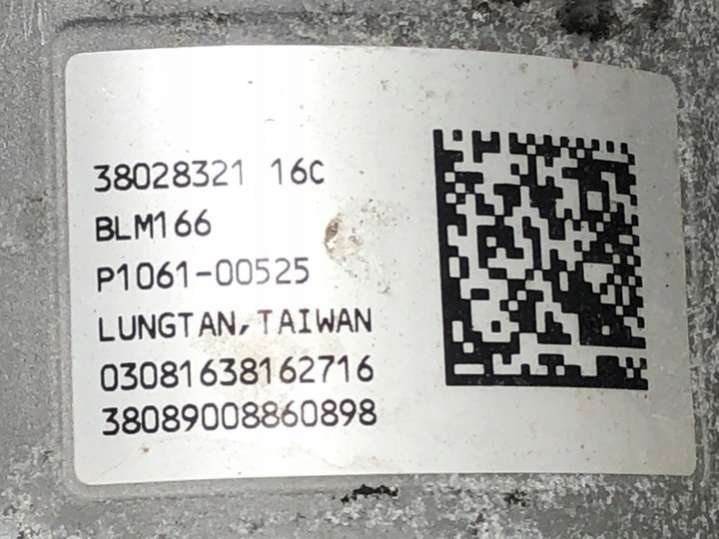 38028321 16C
BLM166
P1061-00525
LUNGTAN, TAIWAN
03081638162716
38089008860898